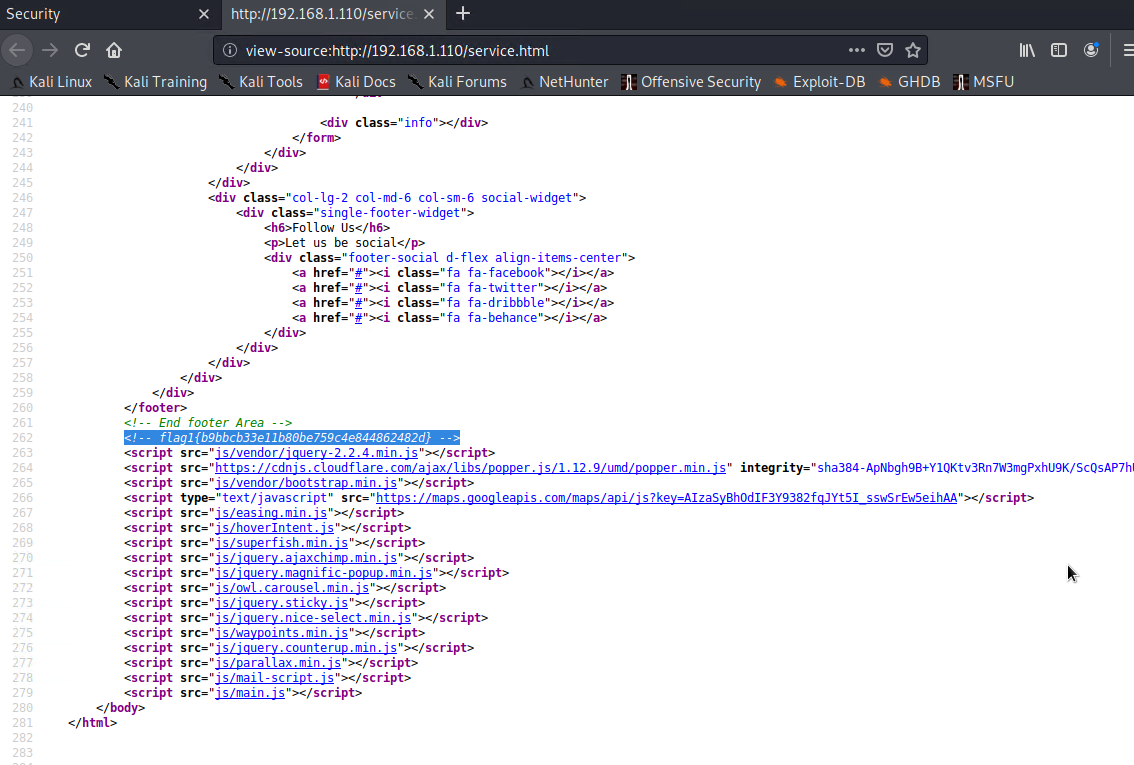 Security
http://192.168.1.110/service.
view-source:http://192.168.1.110/service.html
Kali Linux Kali Training Kali Tools Kali Docs Kali Forums NetHunter Offensive Security Exploit-DB GHDB MSFU
240
241 <div class="info"></div>
242 </form>
243 </div>
244 </div>
245 </div>
246 <div class="col-lg-2 col-md-6 col-sm-6 social-widget">
247 <div class="single-footer-widget">
248 <h6>Follow Us</h6>
249 <p>Let us be social</p>
250 <div class="footer-social d-flex align-items-center">
251 <a href="#"><i class="fa fa-facebook"></i></a>
252 <a href="#"><i class="fa fa-twitter"></i></a>
253 <a href="#"><i class="fa fa-dribbble"></i></a>
254 <a href="#"><i class="fa fa-behance"></i></a>
255 </div>
256 </div>
257 </div>
258 </div>
259 </div>
260 </footer>
261 <!-- End footer Area -->
262 <!-- flag1{b9bbcb33e11b80be759c4e844862482d} -->
263 <script src="js/vendor/jquery-2.2.4.min.js"></script>
264 <script src="https://cdnjs.cloudflare.com/ajax/libs/popper.js/1.12.9/umd/popper.min.js" integrity="sha384-ApNbgh9B+Y1QKtv3Rn7W3mgPxhU9K/ScQsAP7hU
265 <script src="js/vendor/bootstrap.min.js"></script>
266 <script type="text/javascript" src="https://maps.googleapis.com/maps/api/js?key=AIzaSyBhOdIF3Y9382fqJYt5I_sswSrEw5eihAA"></script>
267 <script src="js/easing.min.js"></script>
268 <script src="js/hoverIntent.js"></script>
269 <script src="js/superfish.min.js"></script>
270 <script src="js/jquery.ajaxchimp.min.js"></script>
271 <script src="js/jquery.magnific-popup.min.js"></script>
272 <script src="js/owl.carousel.min.js"></script>
273 <script src="js/jquery.sticky.js"></script>
274 <script src="js/jquery.nice-select.min.js"></script>
275 <script src="js/waypoints.min.js"></script>
276 <script src="js/jquery.counterup.min.js"></script>
277 <script src="js/parallax.min.js"></script>
278 <script src="js/mail-script.js"></script>
279 <script src="js/main.js"></script>
280 </body>
281 </html>
282
283